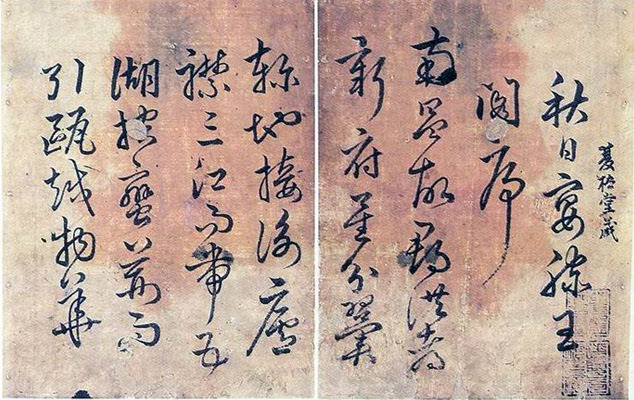 堂藏
秋日宴滕王
閣序
南昌故郡洪都
新府星分翼
軫地接衡廬
襟三江而帶五
湖控蠻荊而
引甌越物華